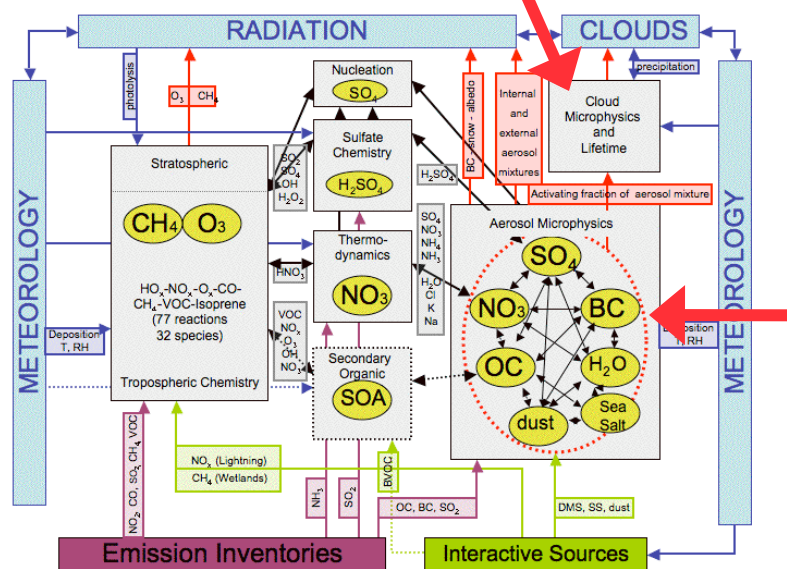 RADIATION
CLOUDS
photolysis
O₃ CH₄
Nucleation
SO₄
BC - snow - albedo
Internal
and
external
aerosol
mixtures
precipitation
Cloud
Microphysics
and
Lifetime
METEOROLOGY
Stratospheric
SO₂
SO₄
OH
H₂O₂
Sulfate
Chemistry
H₂SO₄
H₂SO₄
Activating fraction of aerosol mixture
METEOROLOGY
CH₄ O₃
HOₓ-NOₓ-Oₓ-CO-
CH₄-VOC-Isoprene
(77 reactions
32 species)
Tropospheric Chemistry
Thermo-
dynamics
NO₃
HNO₃
SO₄
NO₃
NH₄
NH₃
H₂O
Cl
K
Na
Aerosol Microphysics
SO₄
NO₃
BC
OC
H₂O
dust
Sea
Salt
Deposition
T, RH
VOC
NOₓ
O₃
OH
NO₃
Secondary
Organic
SOA
Deposition
T, RH
NO₂ CO, SO₂, CH₄ VOC
NOₓ (Lightning)
CH₄ (Wetlands)
NH₃
SO₂
BVOC
OC, BC, SO₂
DMS, SS, dust
Emission Inventories
Interactive Sources